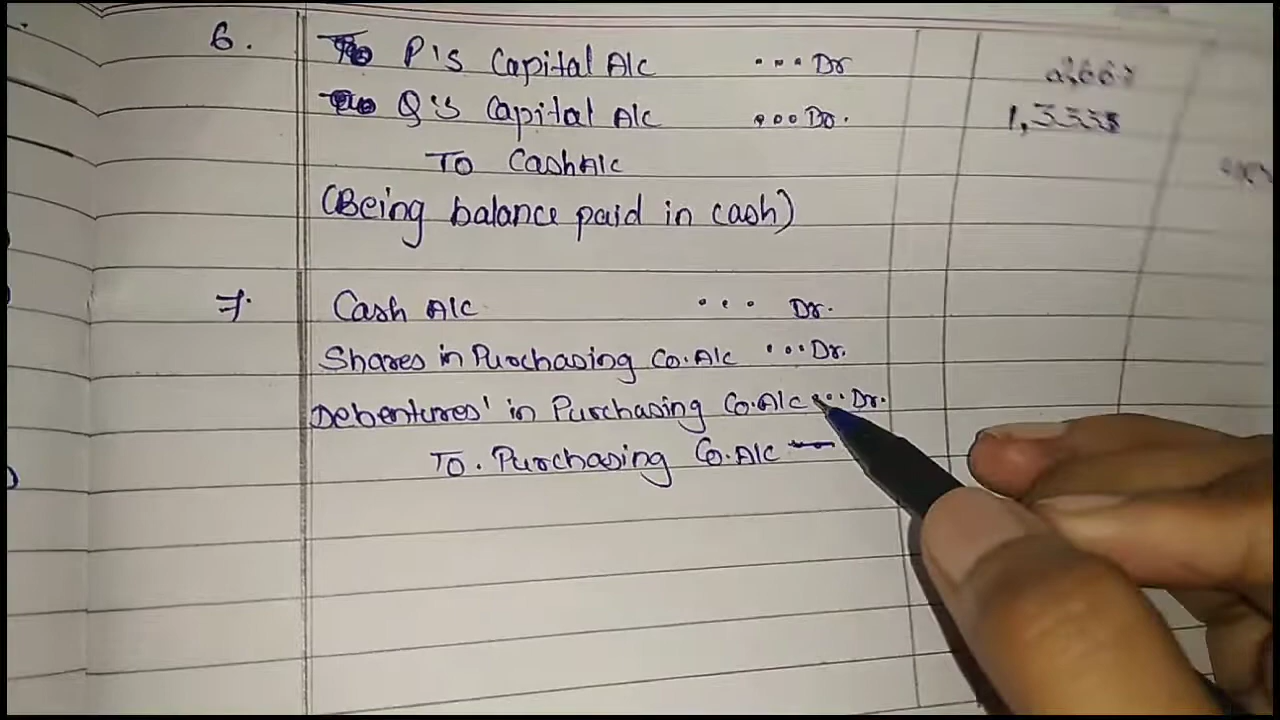 6. P's Capital A/c ... Dr
Q's Capital A/c ... Dr. 1,333
To Cash A/c
(Being balance paid in cash)
7. Cash A/c. ... Dr.
Shares in Purchasing Co. A/c ... Dr.
Debentures' in Purchasing Co. A/c ... Dr.
To. Purchasing Co. A/c